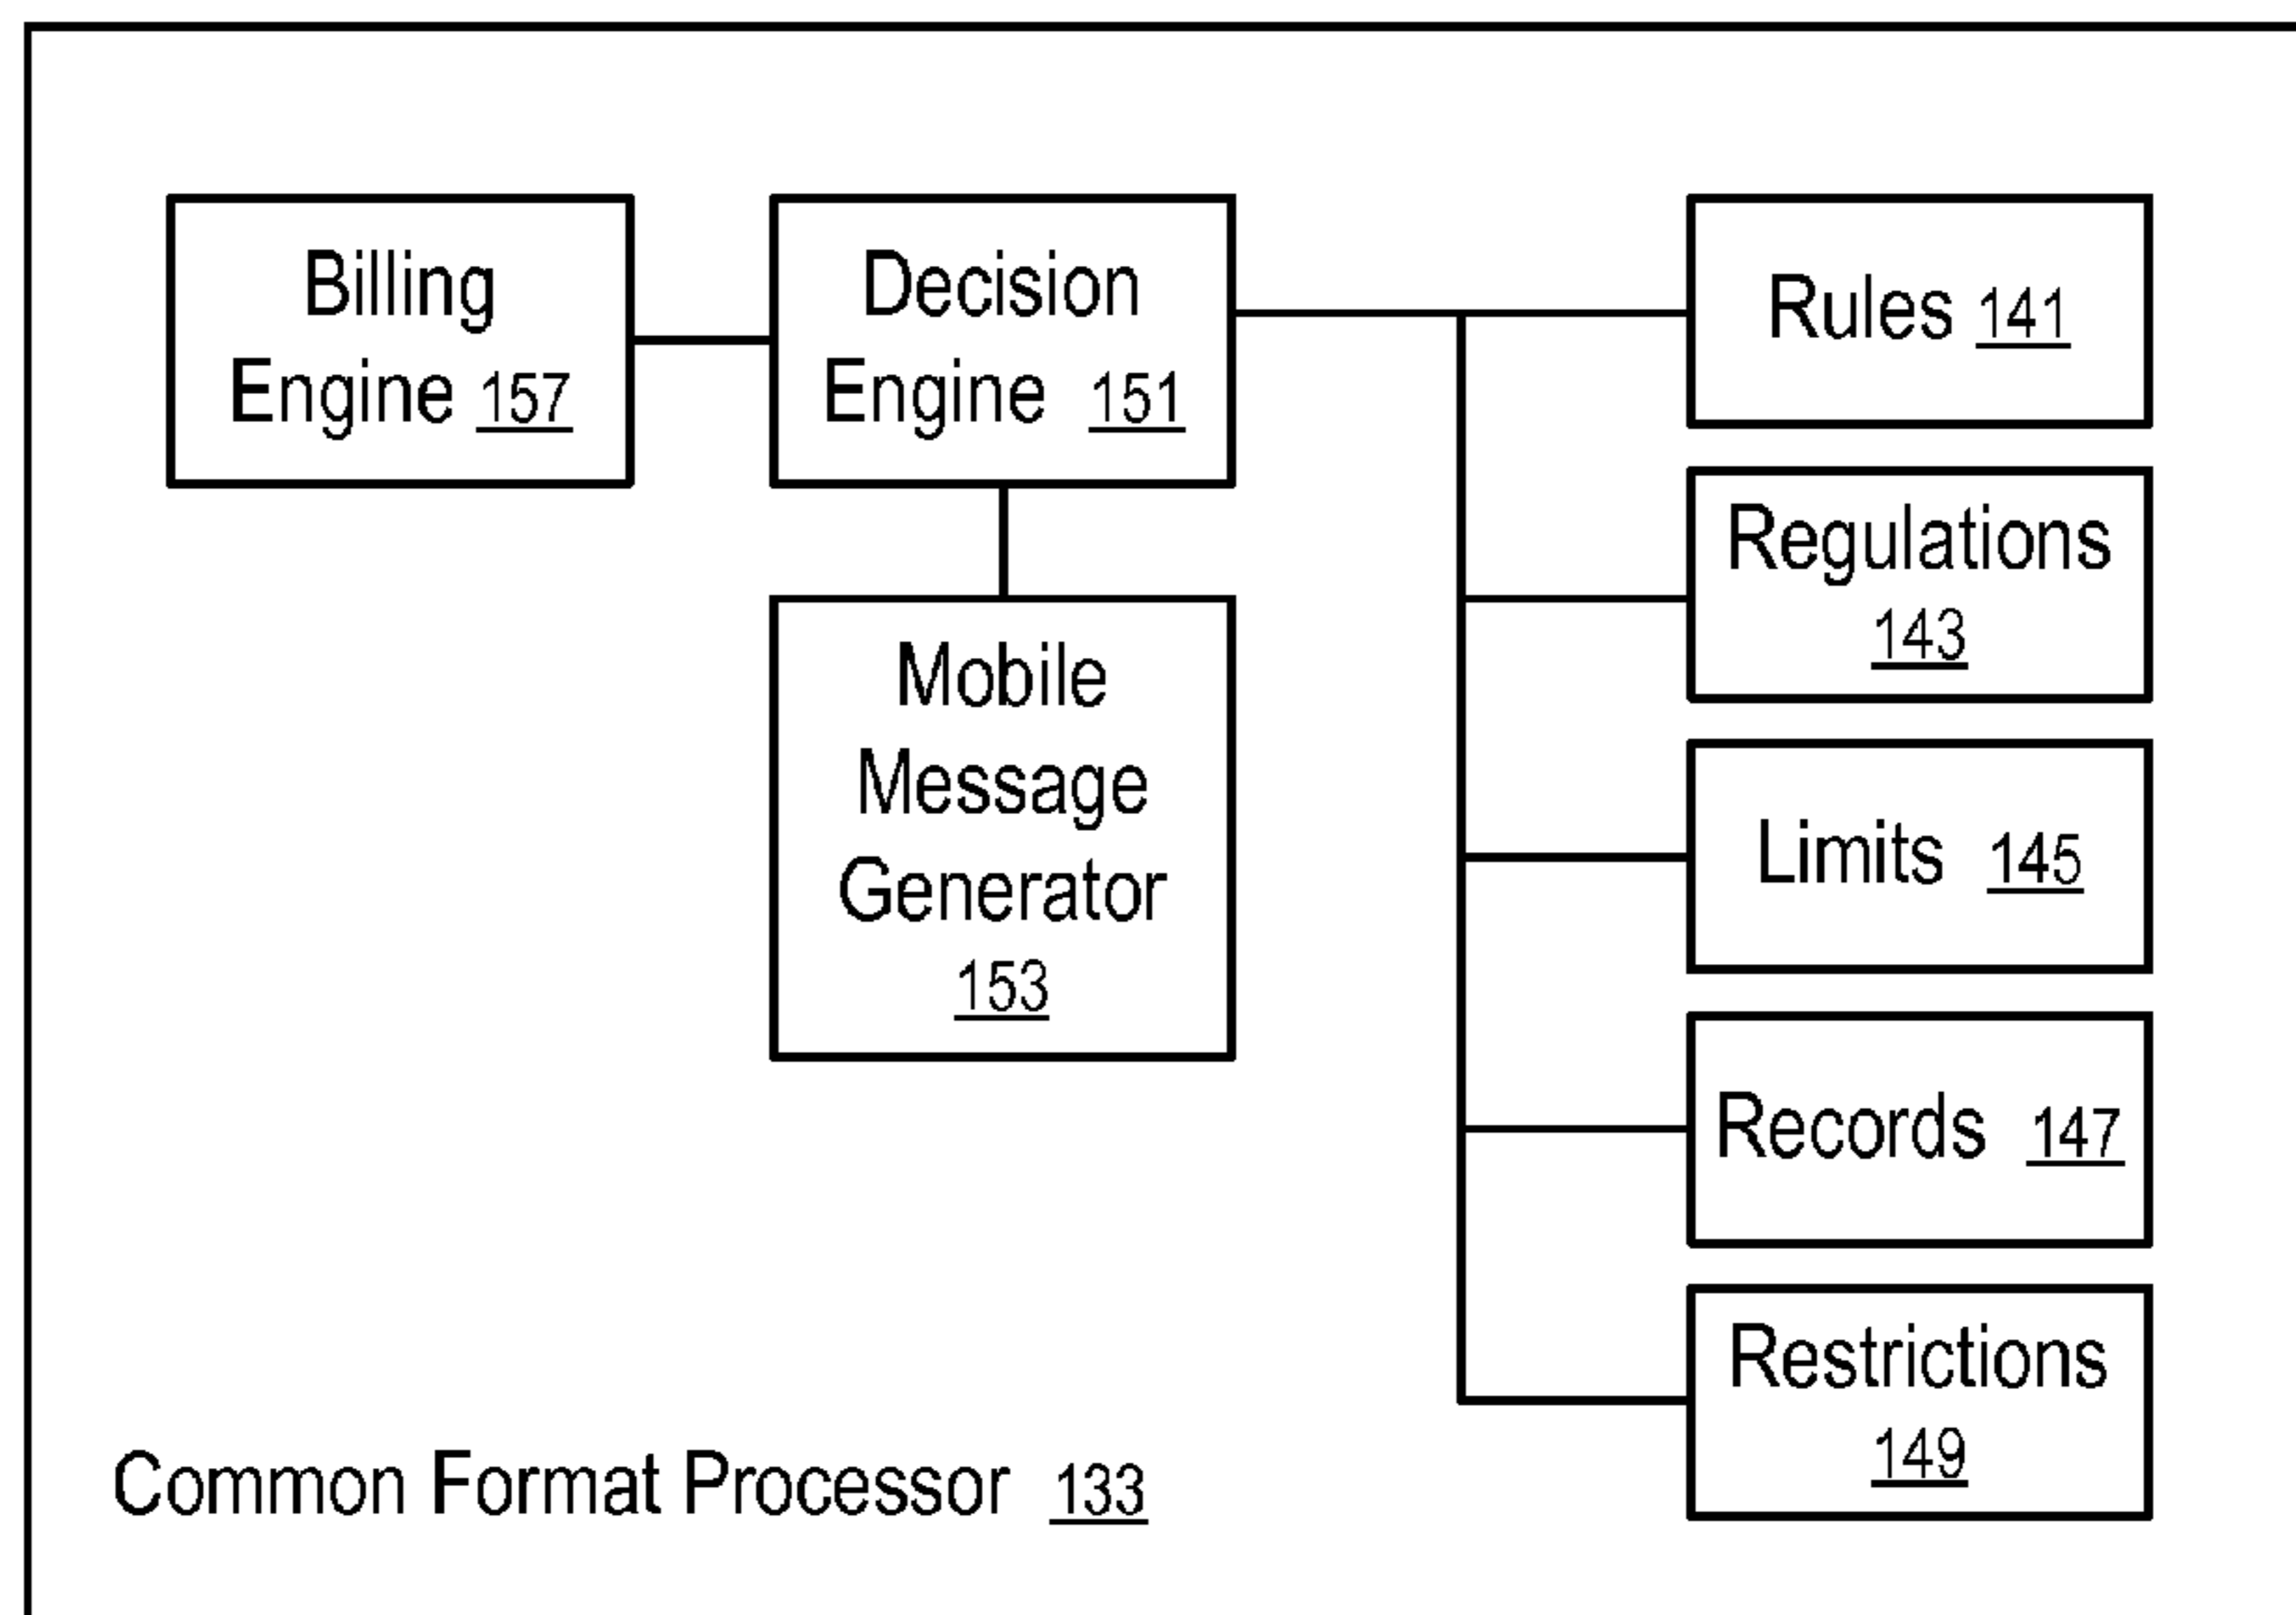 Billing
Engine 157
Decision
Engine 151
Mobile
Message
Generator
153
Rules 141
Regulations
143
Limits 145
Records 147
Restrictions
149
Common Format Processor 133